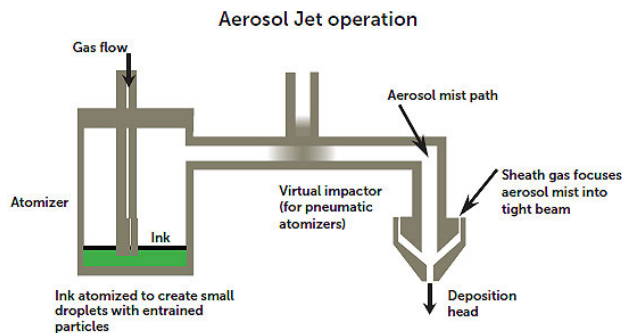 Aerosol Jet operation
Gas flow
Aerosol mist path
Sheath gas focuses
aerosol mist into
tight beam
Atomizer
Virtual impactor
(for pneumatic
atomizers)
Ink
Ink atomized to create small
droplets with entrained
particles
Deposition
head